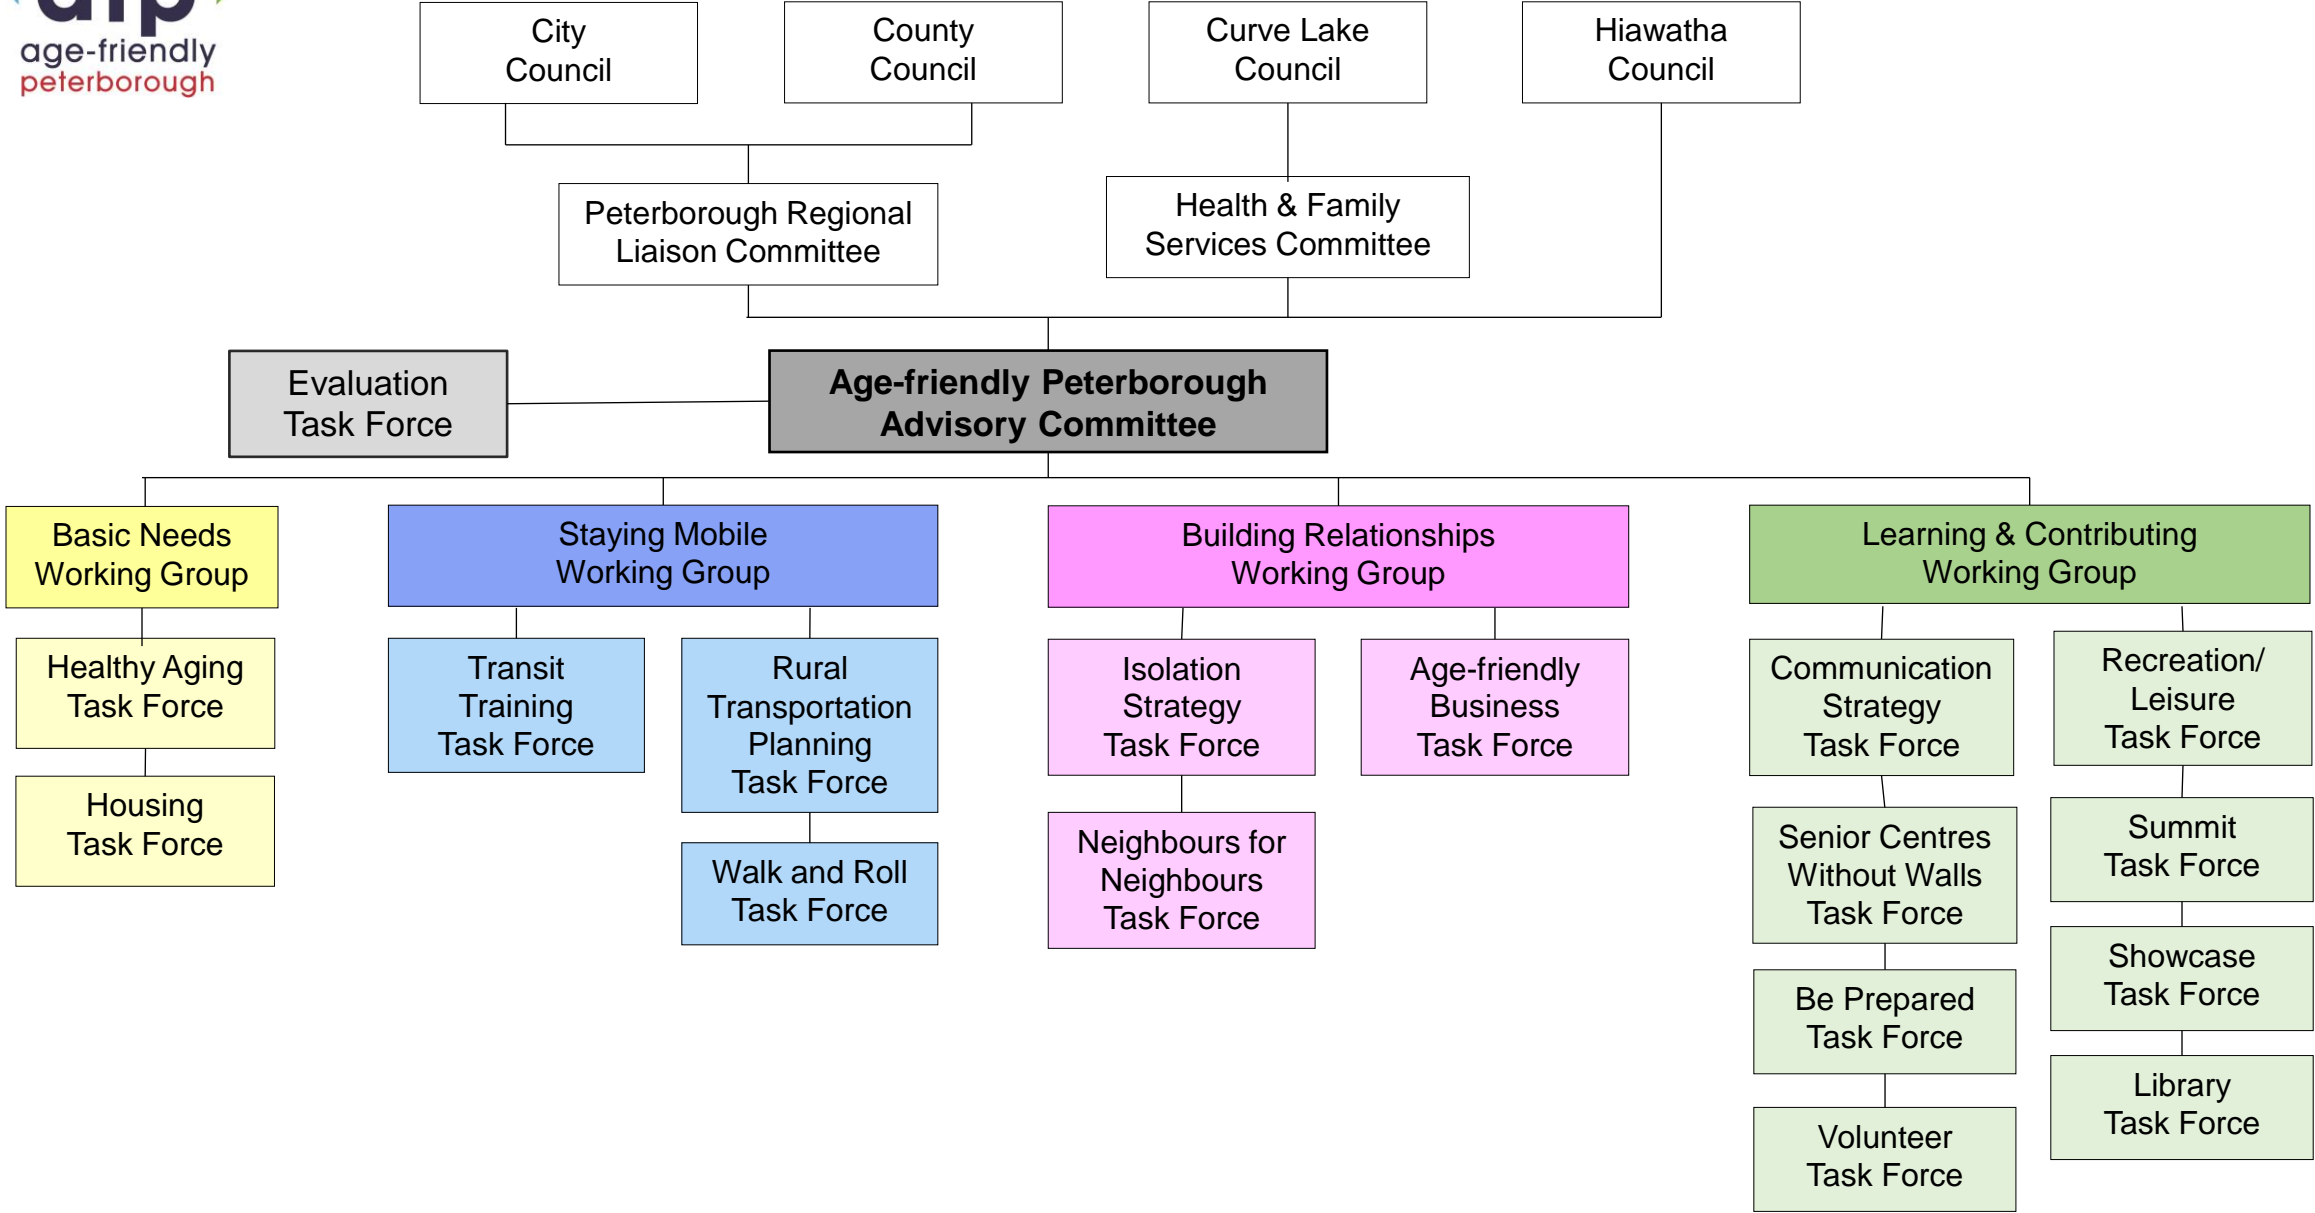 afp
age-friendly
peterborough
City
Council
County
Council
Curve Lake
Council
Hiawatha
Council
Peterborough Regional
Liaison Committee
Health & Family
Services Committee
Evaluation
Task Force
Age-friendly Peterborough
Advisory Committee
Basic Needs
Working Group
Staying Mobile
Working Group
Building Relationships
Working Group
Learning & Contributing
Working Group
Healthy Aging
Task Force
Housing
Task Force
Transit
Training
Task Force
Rural
Transportation
Planning
Task Force
Walk and Roll
Task Force
Isolation
Strategy
Task Force
Neighbours for
Neighbours
Task Force
Age-friendly
Business
Task Force
Communication
Strategy
Task Force
Senior Centres
Without Walls
Task Force
Be Prepared
Task Force
Volunteer
Task Force
Recreation/
Leisure
Task Force
Summit
Task Force
Showcase
Task Force
Library
Task Force